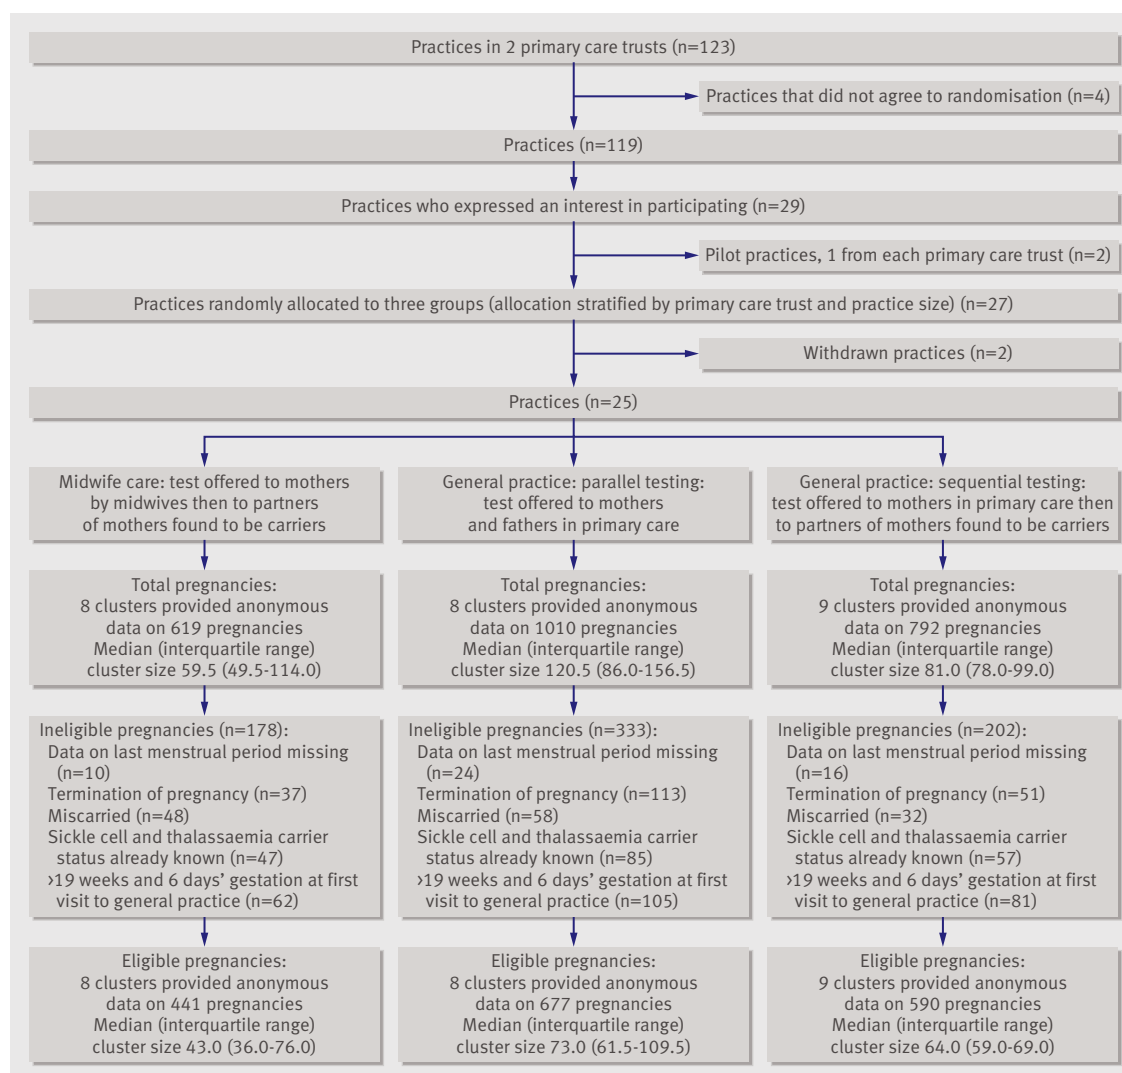 Practices in 2 primary care trusts (n=123)
Practices that did not agree to randomisation (n=4)
Practices (n=119)
Practices who expressed an interest in participating (n=29)
Pilot practices, 1 from each primary care trust (n=2)
Practices randomly allocated to three groups (allocation stratified by primary care trust and practice size) (n=27)
Withdrawn practices (n=2)
Practices (n=25)
Midwife care: test offered to mothers
by midwives then to partners
of mothers found to be carriers
General practice: parallel testing:
test offered to mothers
and fathers in primary care
General practice: sequential testing:
test offered to mothers in primary care then
to partners of mothers found to be carriers
Total pregnancies:
8 clusters provided anonymous
data on 619 pregnancies
Median (interquartile range)
cluster size 59.5 (49.5-114.0)
Total pregnancies:
8 clusters provided anonymous
data on 1010 pregnancies
Median (interquartile range)
cluster size 120.5 (86.0-156.5)
Total pregnancies:
9 clusters provided anonymous
data on 792 pregnancies
Median (interquartile range)
cluster size 81.0 (78.0-99.0)
Ineligible pregnancies (n=178):
Data on last menstrual period missing
(n=10)
Termination of pregnancy (n=37)
Miscarried (n=48)
Sickle cell and thalassaemia carrier
status already known (n=47)
>19 weeks and 6 days' gestation at first
visit to general practice (n=62)
Ineligible pregnancies (n=333):
Data on last menstrual period missing
(n=24)
Termination of pregnancy (n=113)
Miscarried (n=58)
Sickle cell and thalassaemia carrier
status already known (n=85)
>19 weeks and 6 days' gestation at first
visit to general practice (n=105)
Ineligible pregnancies (n=202):
Data on last menstrual period missing
(n=16)
Termination of pregnancy (n=51)
Miscarried (n=32)
Sickle cell and thalassaemia carrier
status already known (n=57)
>19 weeks and 6 days' gestation at first
visit to general practice (n=81)
Eligible pregnancies:
8 clusters provided anonymous
data on 441 pregnancies
Median (interquartile range)
cluster size 43.0 (36.0-76.0)
Eligible pregnancies:
8 clusters provided anonymous
data on 677 pregnancies
Median (interquartile range)
cluster size 73.0 (61.5-109.5)
Eligible pregnancies:
9 clusters provided anonymous
data on 590 pregnancies
Median (interquartile range)
cluster size 64.0 (59.0-69.0)